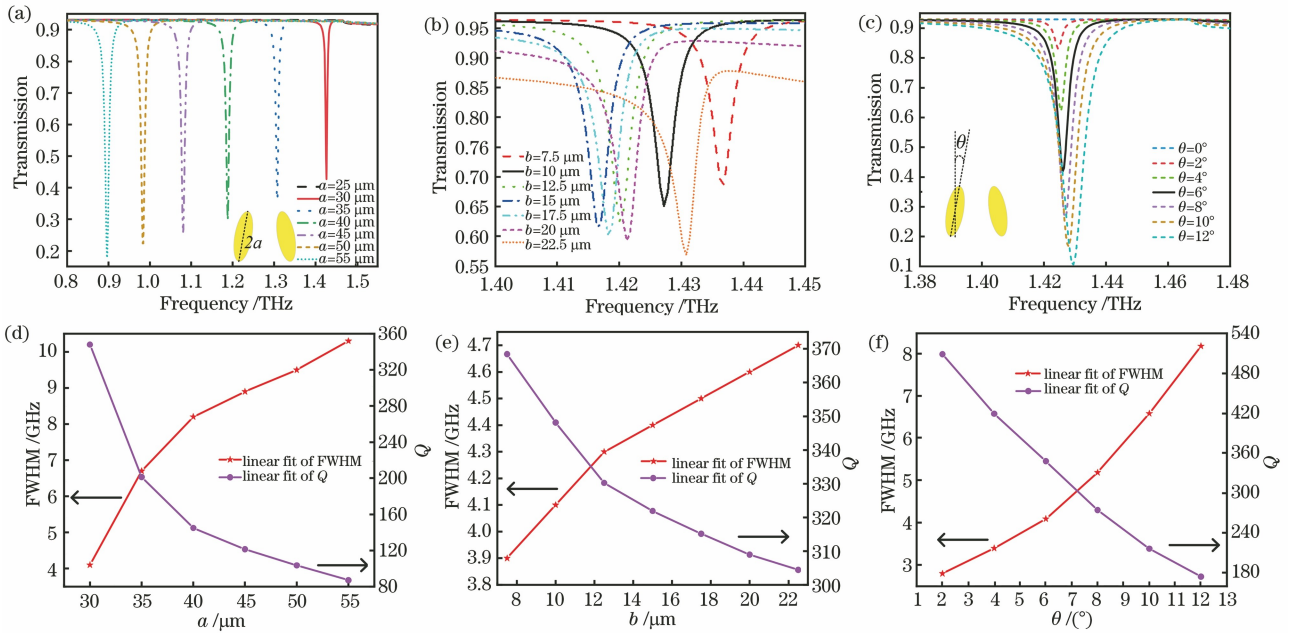 (a)
Transmission
0.9
0.8
0.7
0.6
0.5
0.4
0.3
0.2
0.1
a=25 μm
a=30 μm
a=35 μm
a=40 μm
a=45 μm
a=50 μm
a=55 μm
2a
0.8 0.9 1.0 1.1 1.2 1.3 1.4 1.5
Frequency /THz
(b)
Transmission
0.95
0.90
0.85
0.80
0.75
0.70
0.65
0.60
0.55
b=7.5 μm
b=10 μm
b=12.5 μm
b=15 μm
b=17.5 μm
b=20 μm
b=22.5 μm
1.40 1.41 1.42 1.43 1.44 1.45
Frequency /THz
(c)
Transmission
0.9
0.8
0.7
0.6
0.5
0.4
0.3
0.2
0.1
θ
θ=0°
θ=2°
θ=4°
θ=6°
θ=8°
θ=10°
θ=12°
1.38 1.40 1.42 1.44 1.46 1.48
Frequency /THz
(d)
FWHM /GHz
10
9
8
7
6
5
4
linear fit of FWHM
linear fit of Q
360
320
280
240
200
160
120
80
Q
30 35 40 45 50 55
a /μm
(e)
FWHM /GHz
4.7
4.6
4.5
4.4
4.3
4.2
4.1
4.0
3.9
3.8
linear fit of FWHM
linear fit of Q
370
360
350
340
330
320
310
300
Q
8 10 12 14 16 18 20 22
b /μm
(f)
FWHM /GHz
8
7
6
5
4
3
linear fit of FWHM
linear fit of Q
540
480
420
360
300
240
180
Q
1 2 3 4 5 6 7 8 9 10 11 12 13
θ /(°)